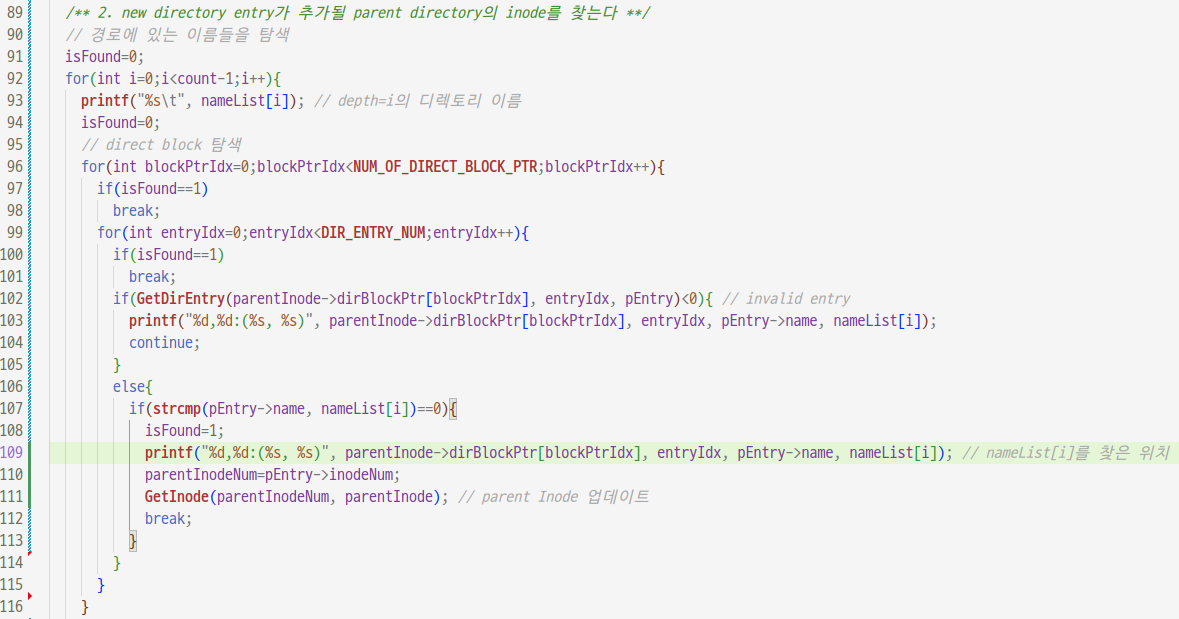 89 /** 2. new directory entry가 추가될 parent directory의 inode를 찾는다 **/
90 // 경로에 있는 이름들을 탐색
91 isFound=0;
92 for(int i=0;i<count-1;i++){
93 printf("%s\t", nameList[i]); // depth=i의 디렉토리 이름
94 isFound=0;
95 // direct block 탐색
96 for(int blockPtrIdx=0;blockPtrIdx<NUM_OF_DIRECT_BLOCK_PTR;blockPtrIdx++){
97 if(isFound==1)
98 break;
99 for(int entryIdx=0;entryIdx<DIR_ENTRY_NUM;entryIdx++){
100 if(isFound==1)
101 break;
102 if(GetDirEntry(parentInode->dirBlockPtr[blockPtrIdx], entryIdx, pEntry)<0){ // invalid entry
103 printf("%d,%d:(%s, %s)", parentInode->dirBlockPtr[blockPtrIdx], entryIdx, pEntry->name, nameList[i]);
104 continue;
105 }
106 else{
107 if(strcmp(pEntry->name, nameList[i])==0){
108 isFound=1;
109 printf("%d,%d:(%s, %s)", parentInode->dirBlockPtr[blockPtrIdx], entryIdx, pEntry->name, nameList[i]); // nameList[i]를 찾은 위치
110 parentInodeNum=pEntry->inodeNum;
111 GetInode(parentInodeNum, parentInode); // parent Inode 업데이트
112 break;
113 }
114 }
115 }
116 }